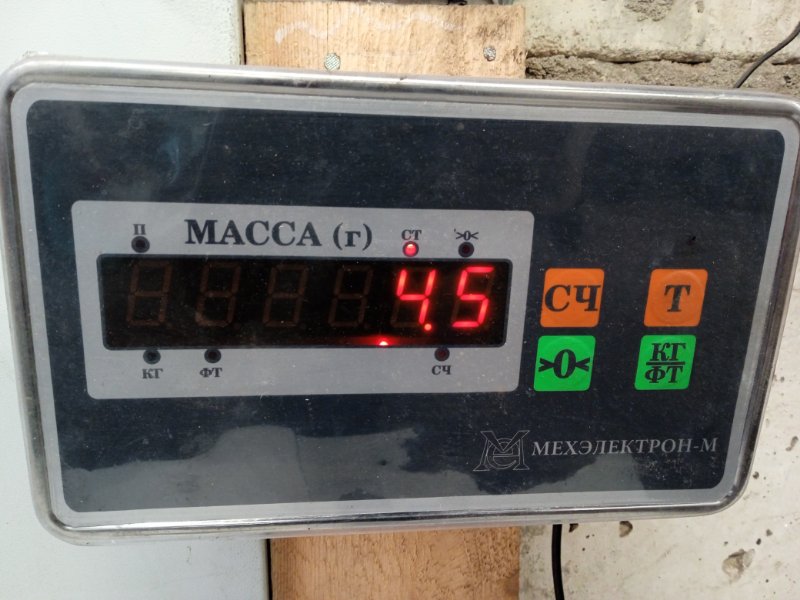 П МАССА (г) СТ >0<
4.5
КГ ФТ СЧ
СЧ Т
>0< КГ/ФТ
МЕХЭЛЕКТРОН-М